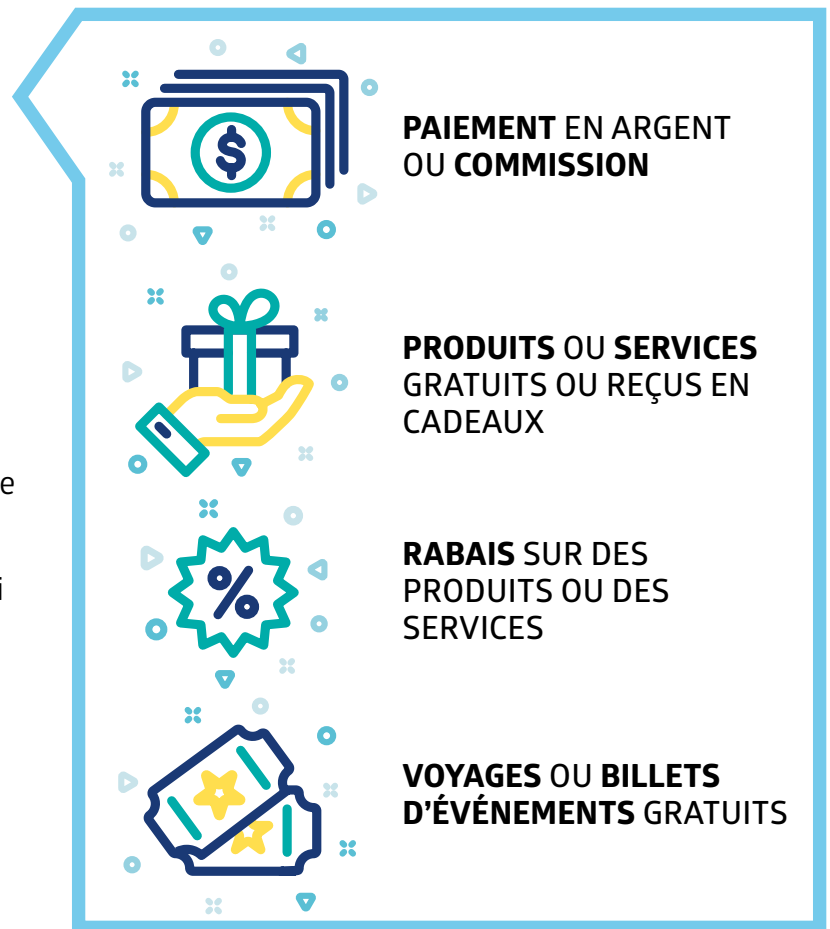 PAIEMENT EN ARGENT
OU COMMISSION
PRODUITS OU SERVICES
GRATUITS OU REÇUS EN
CADEAUX
RABAIS SUR DES
PRODUITS OU DES
SERVICES
VOYAGES OU BILLETS
D’ÉVÉNEMENTS GRATUITS